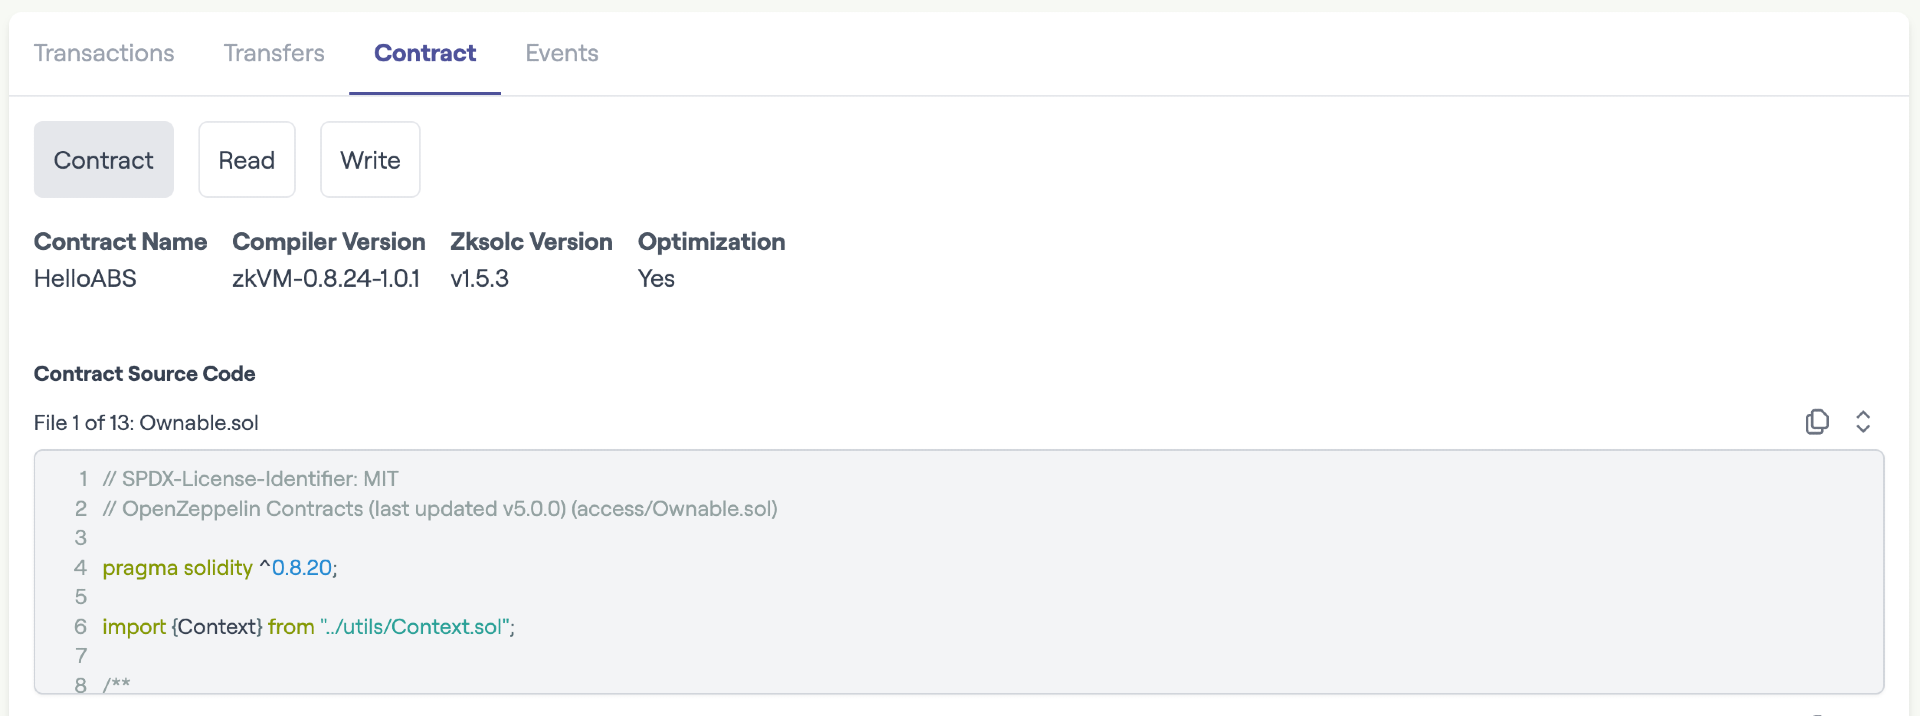 Transactions Transfers Contract Events
Contract Read Write
Contract Name Compiler Version Zksolc Version Optimization
HelloABS zkVM-0.8.24-1.0.1 v1.5.3 Yes
Contract Source Code
File 1 of 13: Ownable.sol
1 // SPDX-License-Identifier: MIT
2 // OpenZeppelin Contracts (last updated v5.0.0) (access/Ownable.sol)
3
4 pragma solidity ^0.8.20;
5
6 import {Context} from "../utils/Context.sol";
7
8 /**